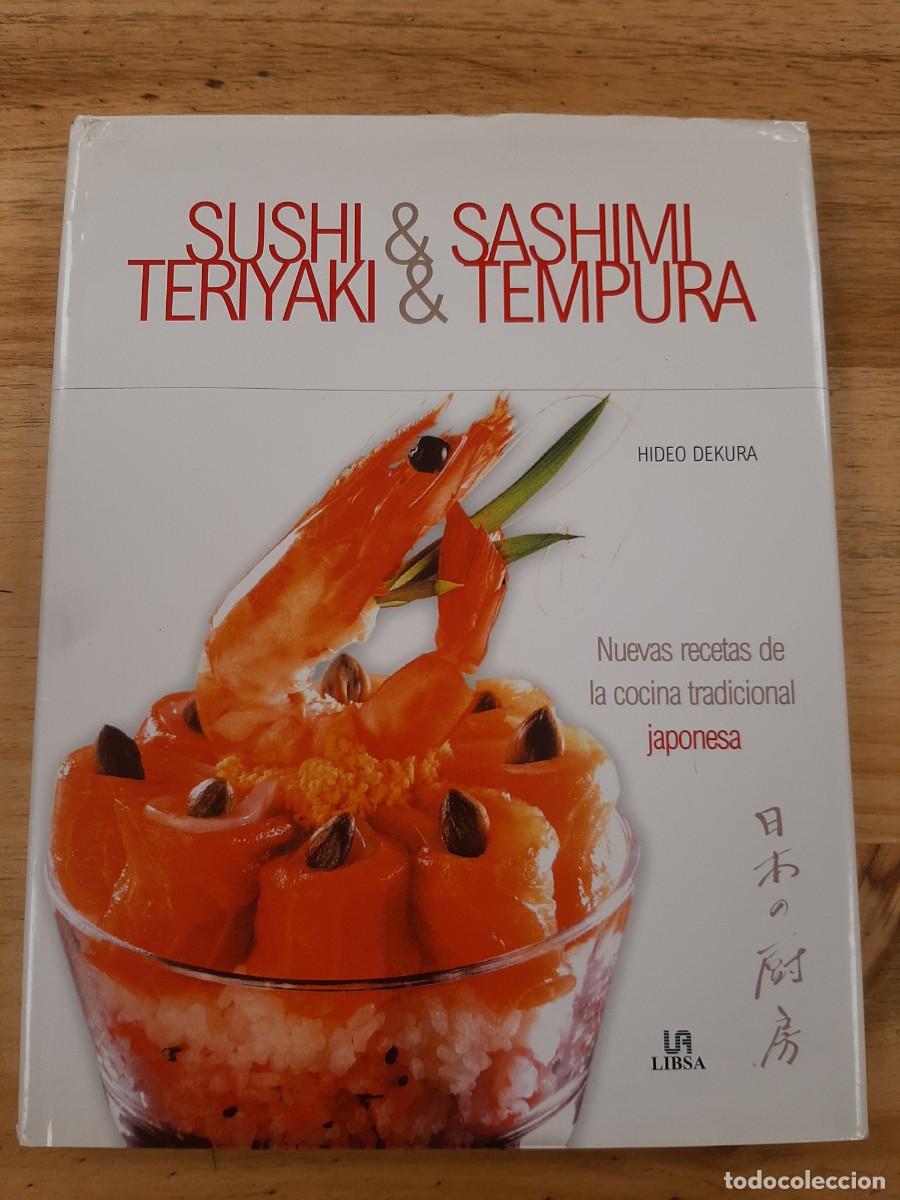 SUSHI & SASHIMI
TERIYAKI & TEMPURA
HIDEO DEKURA
Nuevas recetas de
la cocina tradicional
japonesa
日本の厨房
UA
LIBSA
todocoleccion